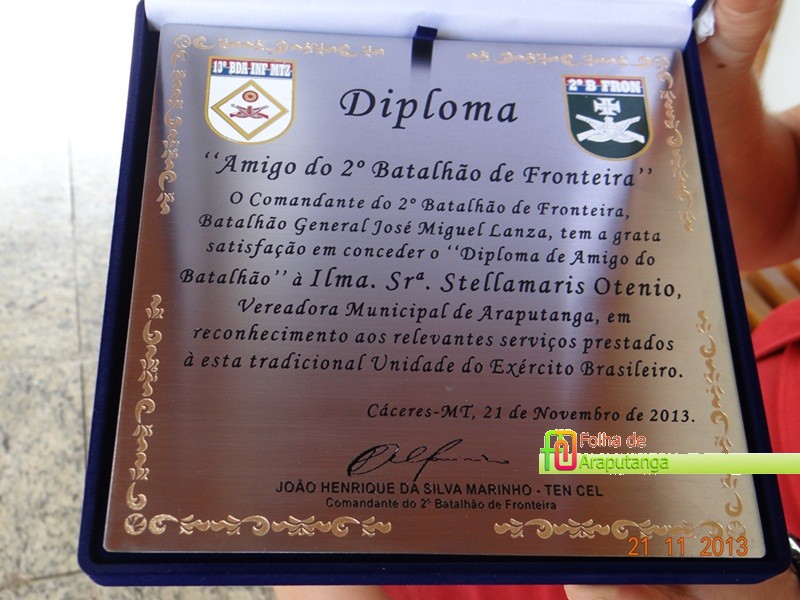 13º-BDA-INF-MTZ
2º B-FRON
Diploma
“Amigo do 2º Batalhão de Fronteira”
O Comandante do 2º Batalhão de Fronteira,
Batalhão General José Miguel Lanza, tem a grata
satisfação em conceder o “Diploma de Amigo do
Batalhão” à Ilma. Srª. Stellamaris Otenio,
Vereadora Municipal de Araputanga, em
reconhecimento aos relevantes serviços prestados
à esta tradicional Unidade do Exército Brasileiro.
Cáceres-MT, 21 de Novembro de 2013.
JOÃO HENRIQUE DA SILVA MARINHO - TEN CEL
Comandante do 2º Batalhão de Fronteira
Folha de
Araputanga
21 11 2013